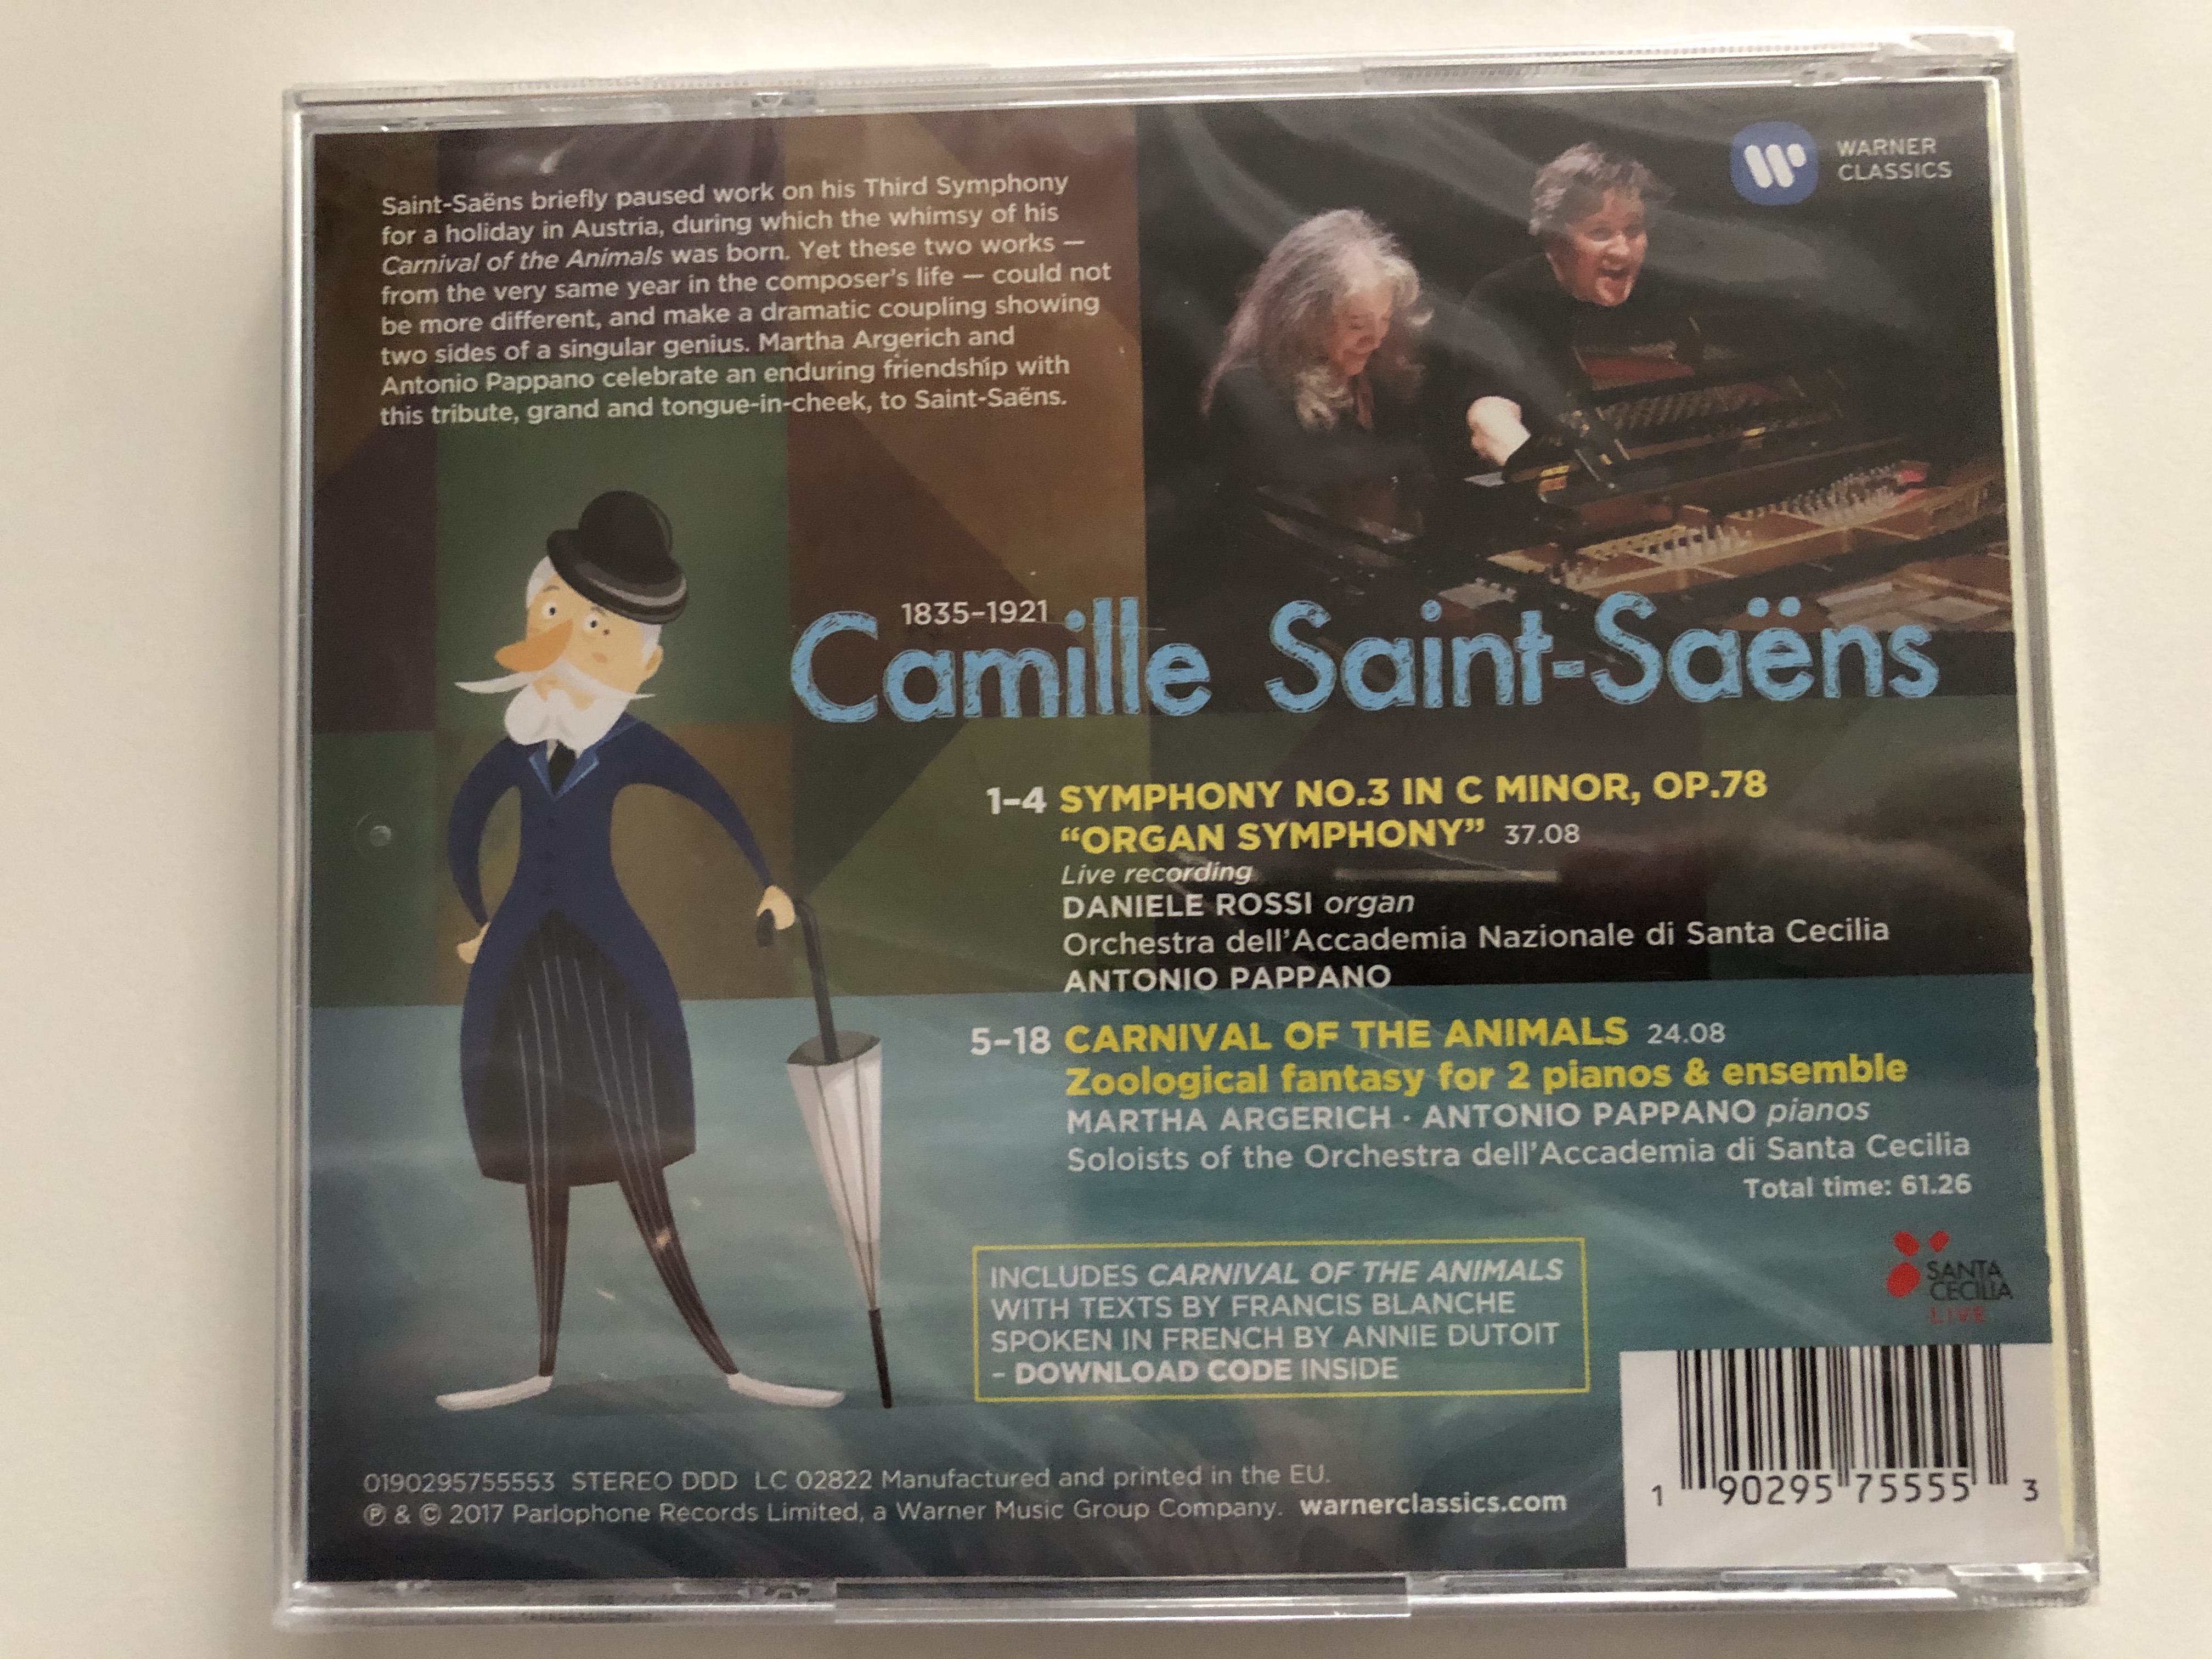 Saint-Saëns briefly paused work on his Third Symphony
for a holiday in Austria, during which the whimsy of his
Carnival of the Animals was born. Yet these two works —
from the very same year in the composer's life — could not
be more different, and make a dramatic coupling showing
two sides of a singular genius. Martha Argerich and
Antonio Pappano celebrate an enduring friendship with
this tribute, grand and tongue-in-cheek, to Saint-Saëns.
WARNER
CLASSICS
1835–1921
Camille Saint-Saëns
1–4 SYMPHONY NO.3 IN C MINOR, OP.78
“ORGAN SYMPHONY” 37.08
Live recording
DANIELE ROSSI organ
Orchestra dell'Accademia Nazionale di Santa Cecilia
ANTONIO PAPPANO
5–18 CARNIVAL OF THE ANIMALS 24.08
Zoological fantasy for 2 pianos & ensemble
MARTHA ARGERICH · ANTONIO PAPPANO pianos
Soloists of the Orchestra dell'Accademia di Santa Cecilia
Total time: 61.26
INCLUDES CARNIVAL OF THE ANIMALS
WITH TEXTS BY FRANCIS BLANCHE
SPOKEN IN FRENCH BY ANNIE DUTOIT
– DOWNLOAD CODE INSIDE
SANTA
CECILIA
LIVE
0190295755553 STEREO DDD LC 02822 Manufactured and printed in the EU.
℗ & © 2017 Parlophone Records Limited, a Warner Music Group Company. warnerclassics.com
1 90295 75555 3